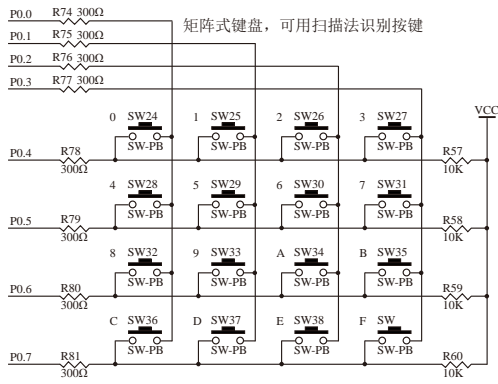 P0.0 R74 300Ω
P0.1 R75 300Ω 矩阵式键盘，可用扫描法识别按键
P0.2 R76 300Ω
P0.3 R77 300Ω
VCC
0 SW24 1 SW25 2 SW26 3 SW27
SW-PB SW-PB SW-PB SW-PB
P0.4 R78 300Ω R57 10K
4 SW28 5 SW29 6 SW30 7 SW31
SW-PB SW-PB SW-PB SW-PB
P0.5 R79 300Ω R58 10K
8 SW32 9 SW33 A SW34 B SW35
SW-PB SW-PB SW-PB SW-PB
P0.6 R80 300Ω R59 10K
C SW36 D SW37 E SW38 F SW
SW-PB SW-PB SW-PB SW-PB
P0.7 R81 300Ω R60 10K